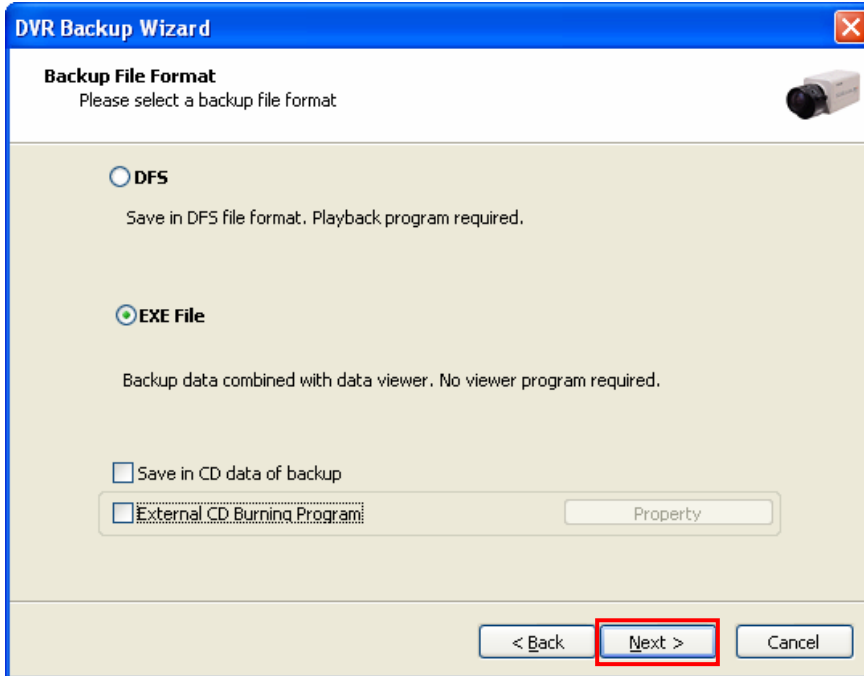 DVR Backup Wizard
Backup File Format
Please select a backup file format
DFS
Save in DFS file format. Playback program required.
EXE File
Backup data combined with data viewer. No viewer program required.
Save in CD data of backup
External CD Burning Program
Property
< Back
Next >
Cancel